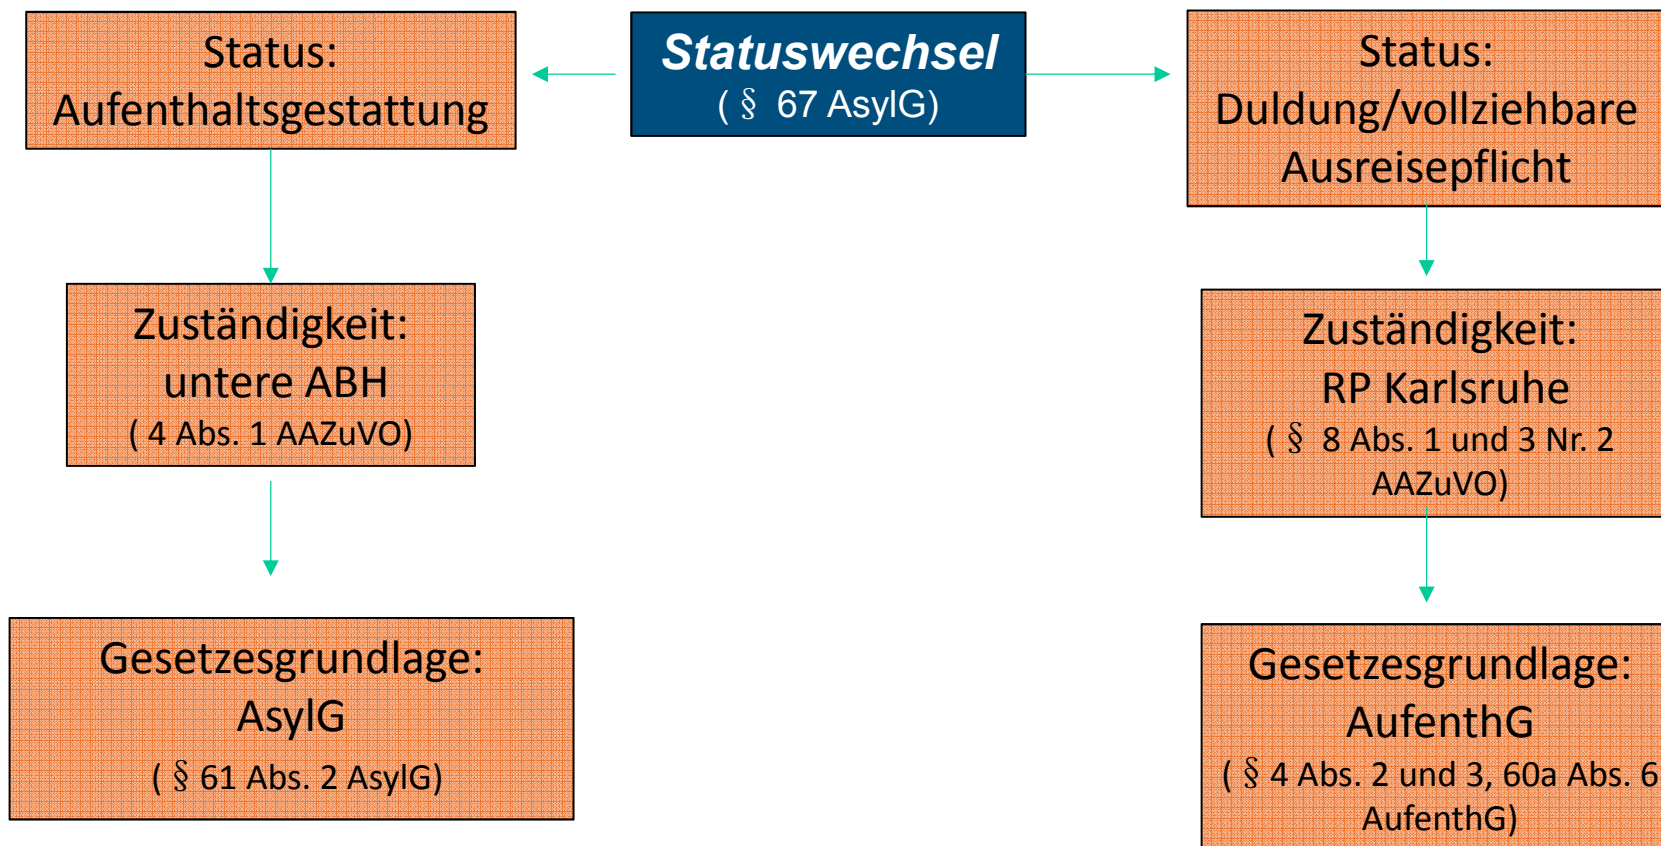 Status:
Aufenthaltsgestattung
Statuswechsel
( § 67 AsylG)
Status:
Duldung/vollziehbare
Ausreisepflicht
Zuständigkeit:
untere ABH
( 4 Abs. 1 AAZuVO)
Zuständigkeit:
RP Karlsruhe
( § 8 Abs. 1 und 3 Nr. 2
AAZuVO)
Gesetzesgrundlage:
AsylG
( § 61 Abs. 2 AsylG)
Gesetzesgrundlage:
AufenthG
( § 4 Abs. 2 und 3, 60a Abs. 6
AufenthG)